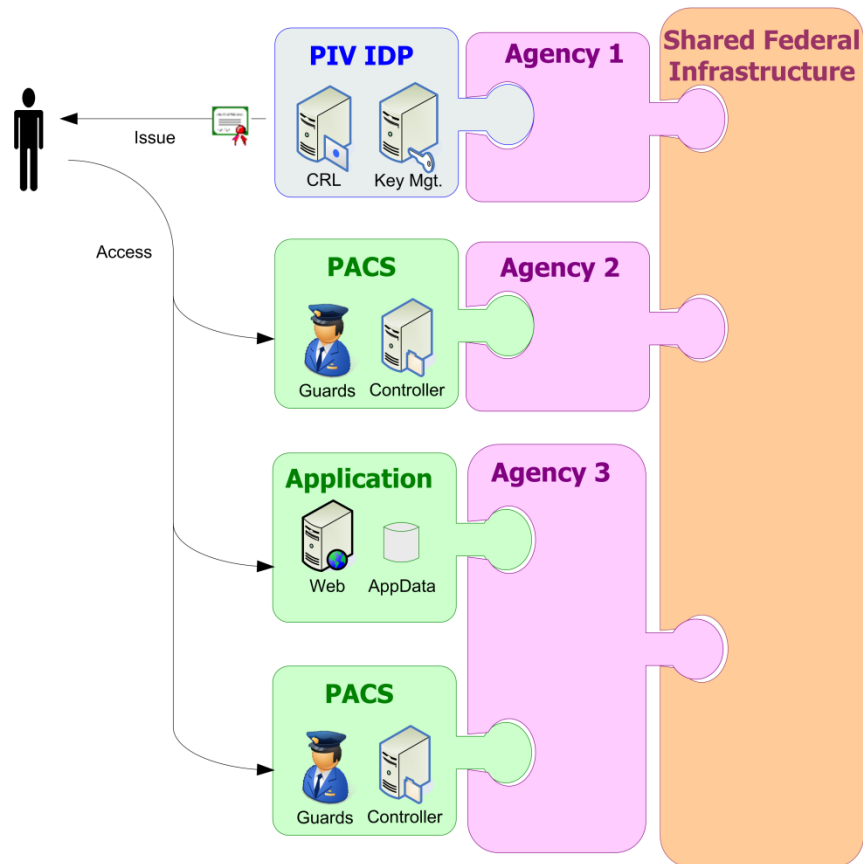 PIV IDP
Agency 1
Shared Federal
Infrastructure
Issue
CRL
Key Mgt.
Access
PACS
Agency 2
Guards
Controller
Application
Agency 3
Web
AppData
PACS
Guards
Controller